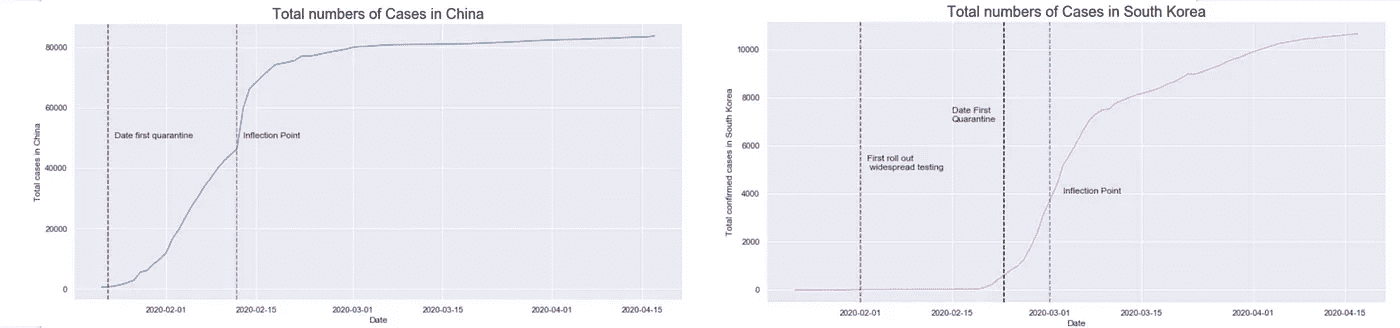 Total numbers of Cases in China
80000
60000
40000
20000
0
Total cases in China
Date first quarantine
Inflection Point
2020-02-01
2020-02-15
2020-03-01
2020-03-15
2020-04-01
2020-04-15
Date
Total numbers of Cases in South Korea
10000
8000
6000
4000
2000
0
Total confirmed cases in South Korea
Date First
Quarantine
First roll out
widespread testing
Inflection Point
2020-02-01
2020-02-15
2020-03-01
2020-03-15
2020-04-01
2020-04-15
Date